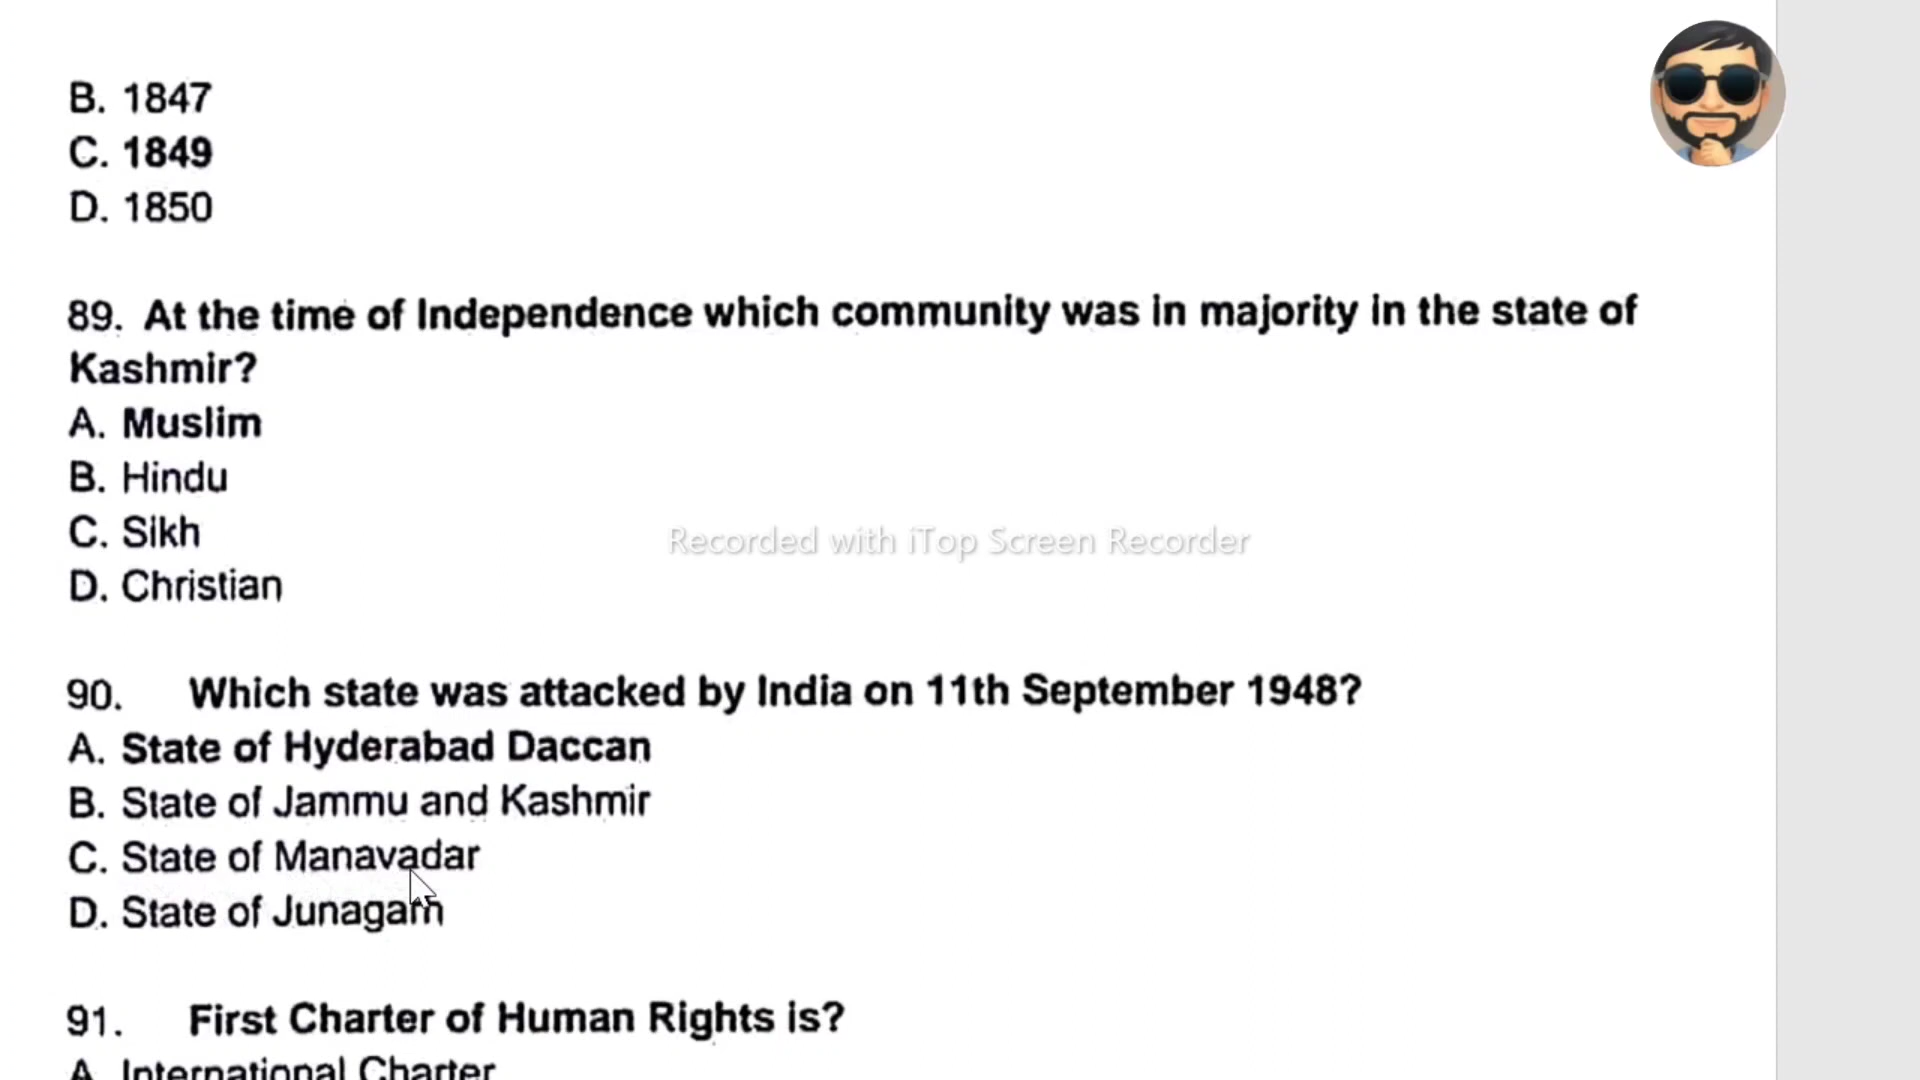 B. 1847
C. 1849
D. 1850
89. At the time of Independence which community was in majority in the state of
Kashmir?
A. Muslim
B. Hindu
C. Sikh
D. Christian
Recorded with iTop Screen Recorder
90. Which state was attacked by India on 11th September 1948?
A. State of Hyderabad Daccan
B. State of Jammu and Kashmir
C. State of Manavadar
D. State of
91. First Charter of Human Rights is?
A. International Charter